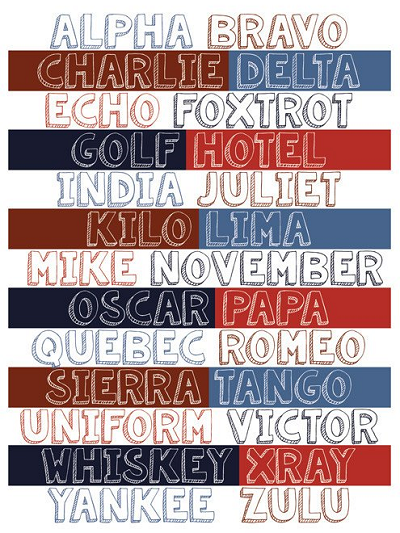 ALPHA BRAVO
CHARLIE DELTA
ECHO FOXTROT
GOLF HOTEL
INDIA JULIET
KILO LIMA
MIKE NOVEMBER
OSCAR PAPA
QUEBEC ROMEO
SIERRA TANGO
UNIFORM VICTOR
WHISKEY XRAY
YANKEE ZULU